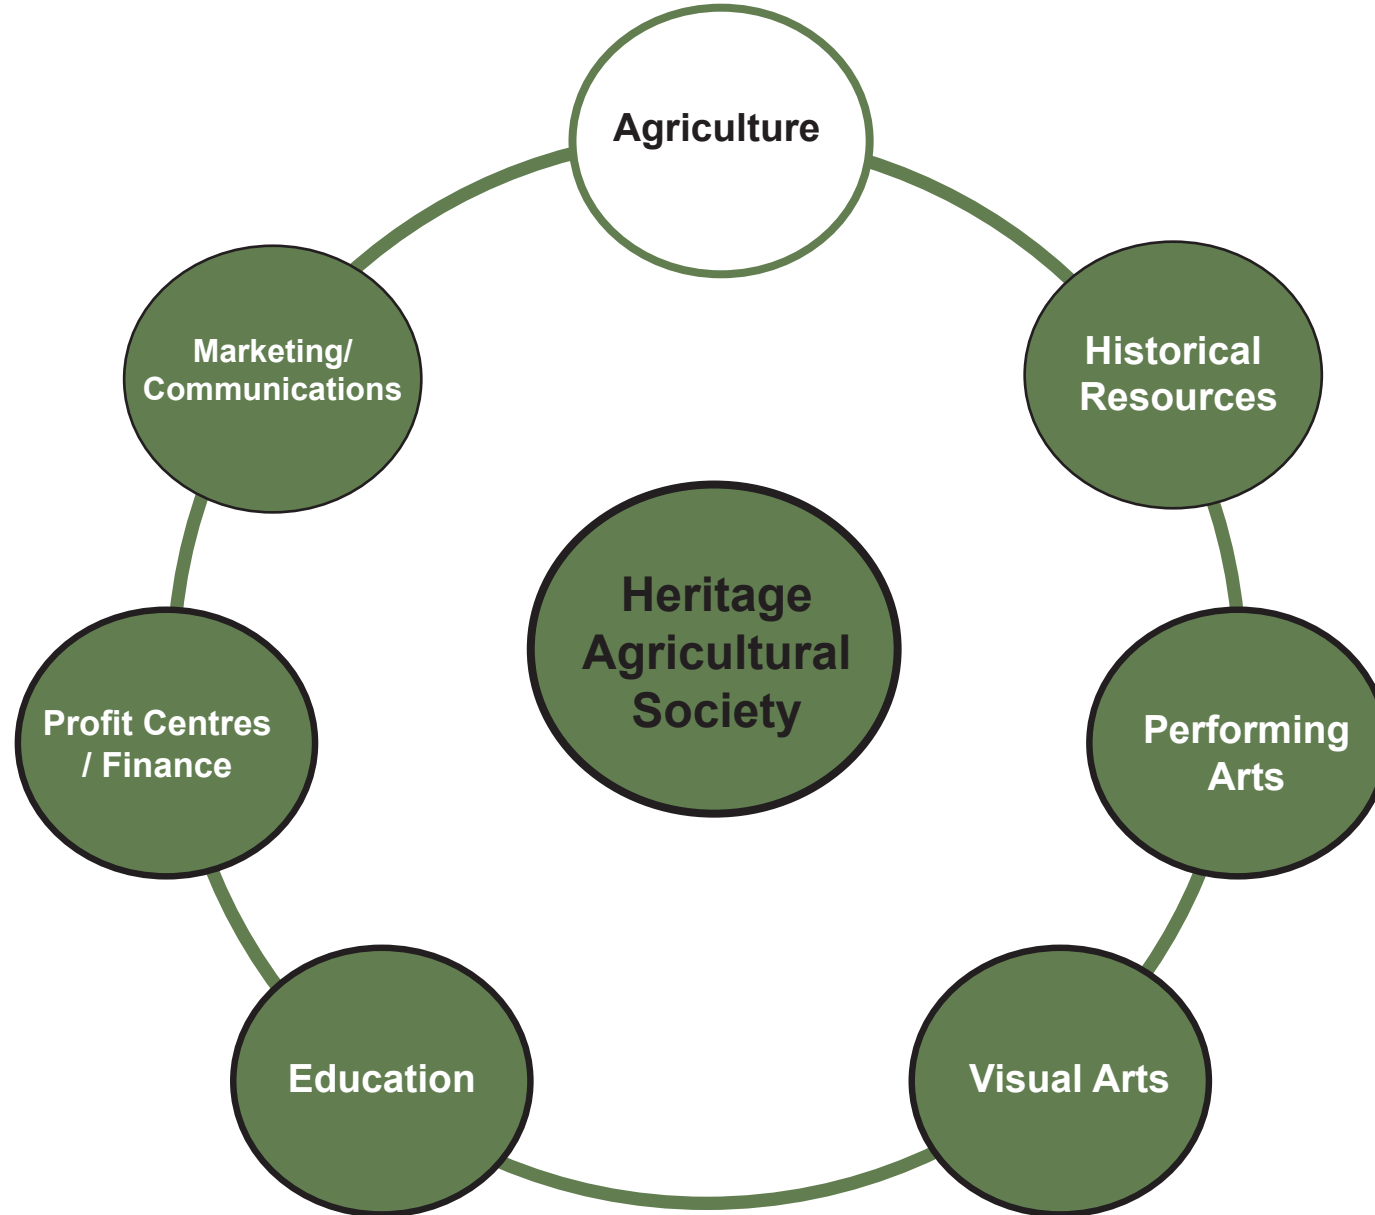 Agriculture
Marketing/
Communications
Historical
Resources
Heritage
Agricultural
Society
Profit Centres
/ Finance
Performing
Arts
Education
Visual Arts